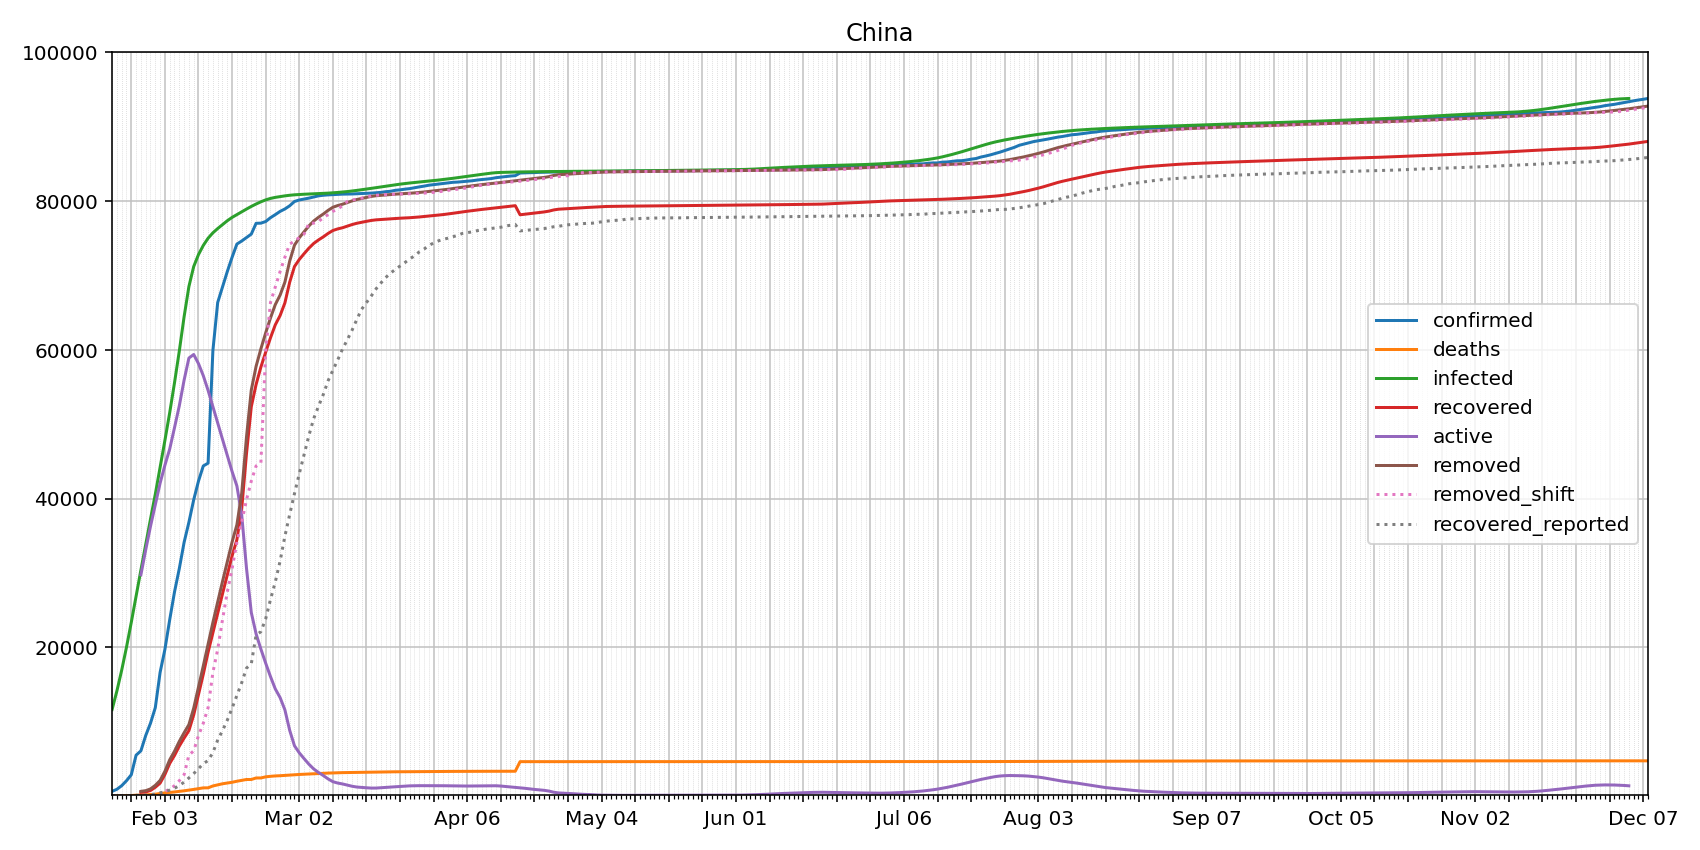 China
100000
80000
60000
40000
20000
confirmed
deaths
infected
recovered
active
removed
removed_shift
recovered_reported
Feb 03 Mar 02 Apr 06 May 04 Jun 01 Jul 06 Aug 03 Sep 07 Oct 05 Nov 02 Dec 07